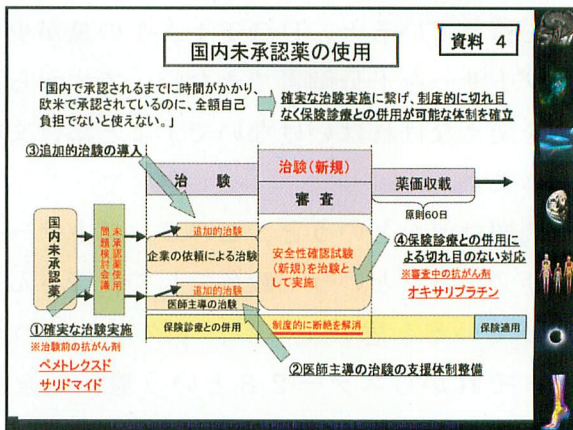 国内未承認薬の使用
資料 4
「国内で承認されるまでに時間がかかり、
欧米で承認されているのに、全額自己
負担でないと使えない。」
確実な治験実施に繋げ、制度的に切れ目
なく保険診療との併用が可能な体制を確立
③追加的治験の導入
治 験
治験(新規)
審 査
薬価収載
原則60日
国内未承認薬
未承認薬使用
問題検討会議
追加的治験
企業の依頼による治験
追加的治験
医師主導の治験
安全性確認試験
(新規)を治験と
して実施
④保険診療との併用によ
る切れ目のない対応
※審査中の抗がん剤
オキサリプラチン
①確実な治験実施
※治験前の抗がん剤
ペメトレクスド
サリドマイド
保険診療との併用
制度的に断絶を解消
保険適用
②医師主導の治験の支援体制整備